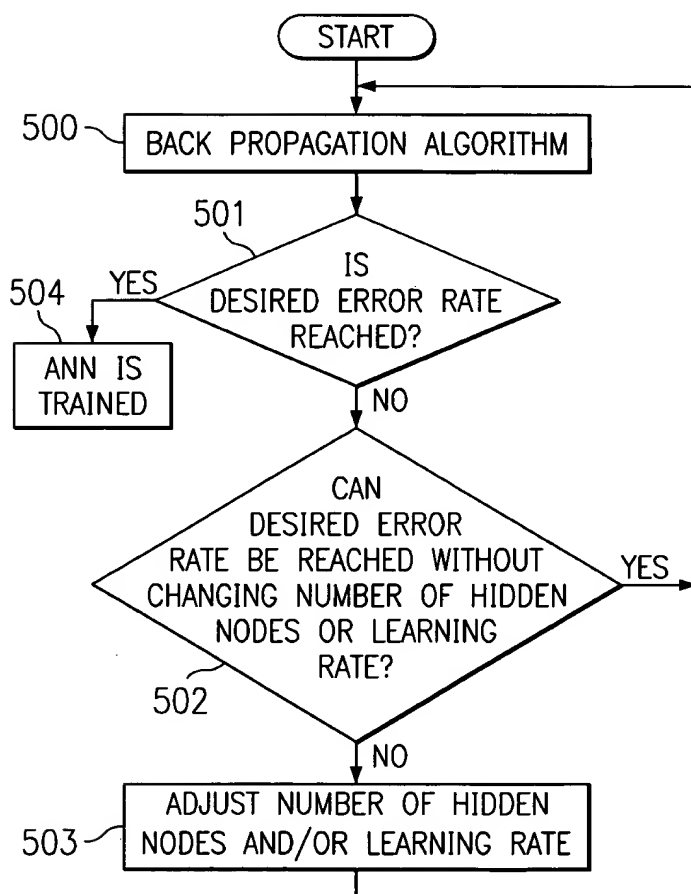 START
500
BACK PROPAGATION ALGORITHM
501
IS
DESIRED ERROR RATE
REACHED?
YES
504
ANN IS
TRAINED
NO
CAN
DESIRED ERROR
RATE BE REACHED WITHOUT
CHANGING NUMBER OF HIDDEN
NODES OR LEARNING
RATE?
YES
502
NO
503
ADJUST NUMBER OF HIDDEN
NODES AND/OR LEARNING RATE